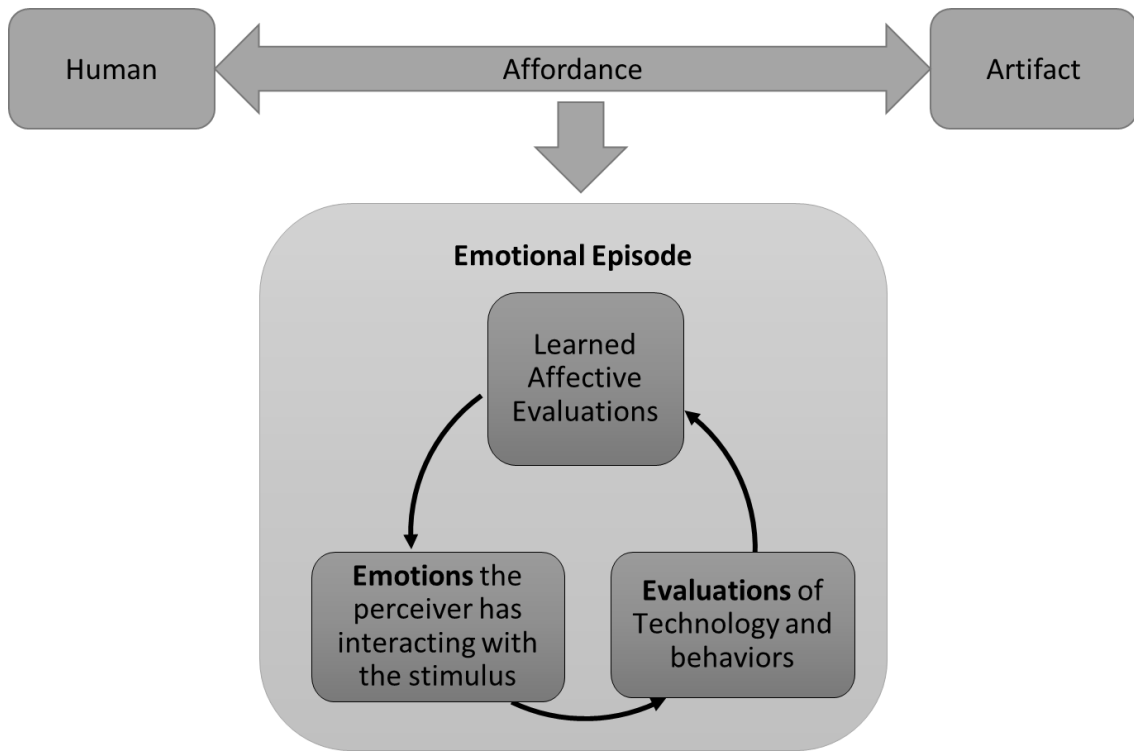 Human
Affordance
Artifact
Emotional Episode
Learned
Affective
Evaluations
Emotions the
perceiver has
interacting with
the stimulus
Evaluations of
Technology and
behaviors